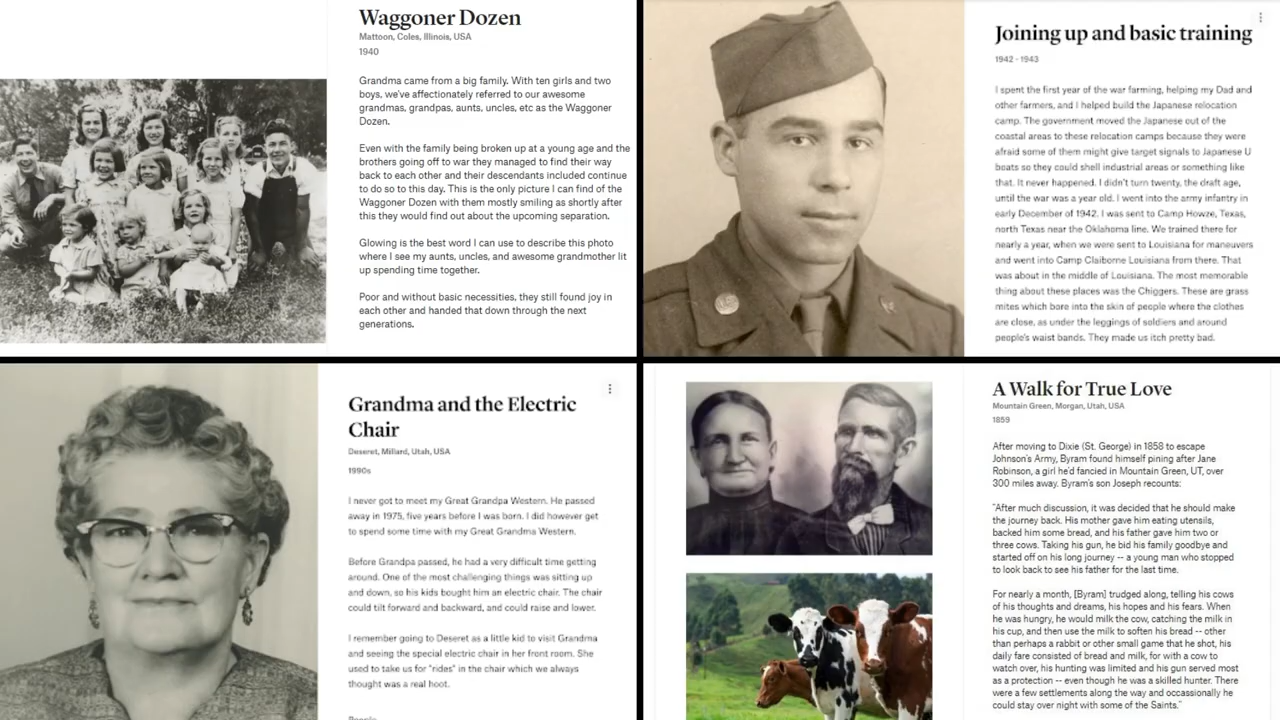 Waggoner Dozen
Mattoon, Coles, Illinois, USA
1940
Grandma came from a big family. With ten girls and two
boys, we've affectionately referred to our awesome
grandmas, grandpas, aunts, uncles, etc as the Waggoner
Dozen.
Even with the family being broken up at a young age and the
brothers going off to war they managed to find their way
back to each other and their descendants included continue
to do so to this day. This is the only picture I can find of the
Waggoner Dozen with them mostly smiling as shortly after
this they would find out about the upcoming separation.
Glowing is the best word I can use to describe this photo
where I see my aunts, uncles, and awesome grandmother lit
up spending time together.
Poor and without basic necessities, they still found joy in
each other and handed that down through the next
generations.
Joining up and basic training
1942 - 1943
I spent the first year of the war farming, helping my Dad and
other farmers, and I helped build the Japanese relocation
camp. The government moved the Japanese out of the
coastal areas to these relocation camps because they were
afraid some of them might give target signals to Japanese U
boats so they could shell industrial areas or something like
that. It never happened. I didn't turn twenty, the draft age,
until the war was a year old. I went into the army infantry in
early December of 1942. I was sent to Camp Howze, Texas,
north Texas near the Oklahoma line. We trained there for
nearly a year, when we were sent to Louisiana for maneuvers
and went into Camp Claiborne Louisiana from there. That
was about in the middle of Louisiana. The most memorable
thing about these places was the Chiggers. These are grass
mites which bore into the skin of people where the clothes
are close, as under the leggings of soldiers and around
people's waist bands. They made us itch pretty bad.
Grandma and the Electric
Chair
Deseret, Millard, Utah, USA
1990s
I never got to meet my Great Grandpa Western. He passed
away in 1975, five years before I was born. I did however get
to spend some time with my Great Grandma Western.
Before Grandpa passed, he had a very difficult time getting
around. One of the most challenging things was sitting up
and down, so his kids bought him an electric chair. The chair
could tilt forward and backward, and could raise and lower.
I remember going to Deseret as a little kid to visit Grandma
and seeing the special electric chair in her front room. She
used to take us for "rides" in the chair which we always
thought was a real hoot.
People
A Walk for True Love
Mountain Green, Morgan, Utah, USA
1859
After moving to Dixie (St. George) in 1858 to escape
Johnson's Army, Byram found himself pining after Jane
Robinson, a girl he'd fancied in Mountain Green, UT, over
300 miles away. Byram's son Joseph recounts:
"After much discussion, it was decided that he should make
the journey back. His mother gave him eating utensils,
backed him some bread, and his father gave him two or
three cows. Taking his gun, he bid his family goodbye and
started off on his long journey -- a young man who stopped
to look back to see his father for the last time.
For nearly a month, [Byram] trudged along, telling his cows
of his thoughts and dreams, his hopes and his fears. When
he was hungry, he would milk the cow, catching the milk in
his cup, and then use the milk to soften his bread -- other
than perhaps a rabbit or other small game that he shot, his
daily fare consisted of bread and milk, for with a cow to
watch over, his hunting was limited and his gun served most
as a protection -- even though he was a skilled hunter. There
were a few settlements along the way and occassionally he
could stay over night with some of the Saints."